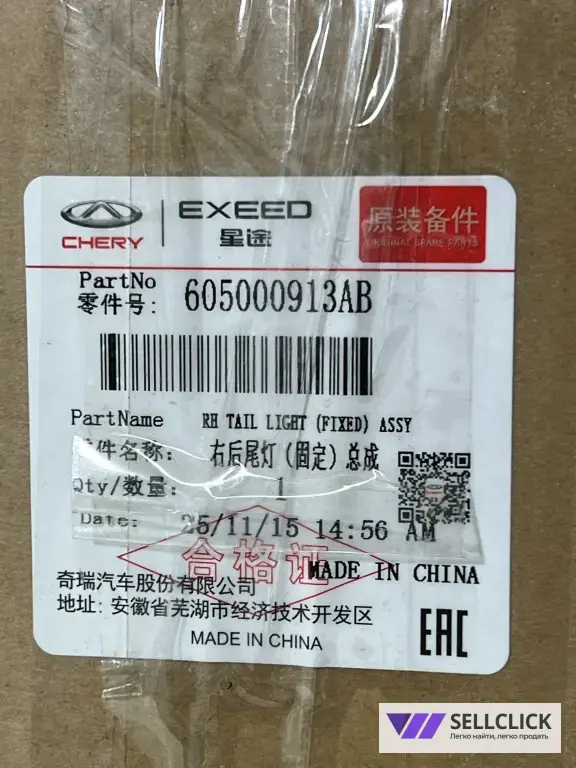 CHERY
EXEED
星途
原装备件
ORIGINAL SPARE PARTS
PartNo
零件号: 605000913AB
PartName RH TAIL LIGHT (FIXED) ASSY
件名称: 右后尾灯(固定)总成
Qty/数量: 1
Date: 25/11/15 14:56 AM
合格证
MADE IN CHINA
奇瑞汽车股份有限公司
地址: 安徽省芜湖市经济技术开发区
MADE IN CHINA
EAC
SELLCLICK
Легко найти, легко продать